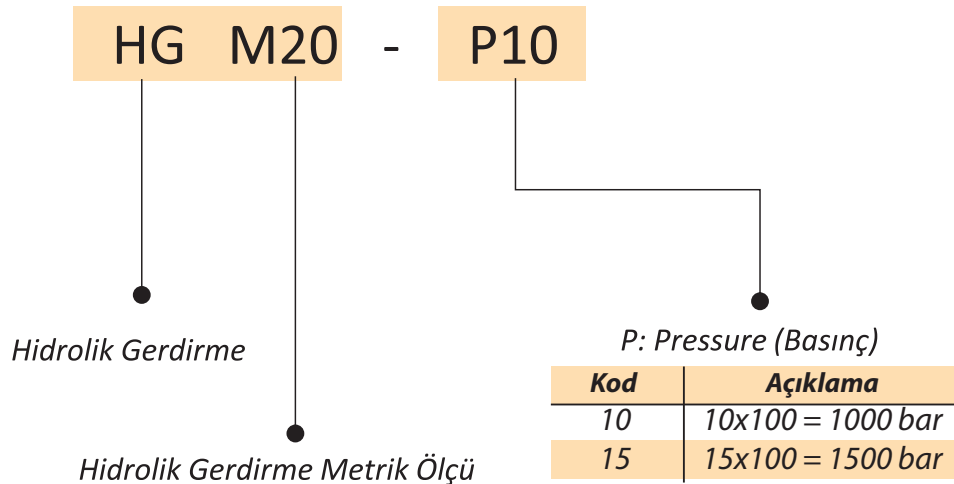 HG M20 - P10
Hidrolik Gerdirme
Hidrolik Gerdirme Metrik Ölçü
P: Pressure (Basınç)
Kod Açıklama
10 10x100 = 1000 bar
15 15x100 = 1500 bar